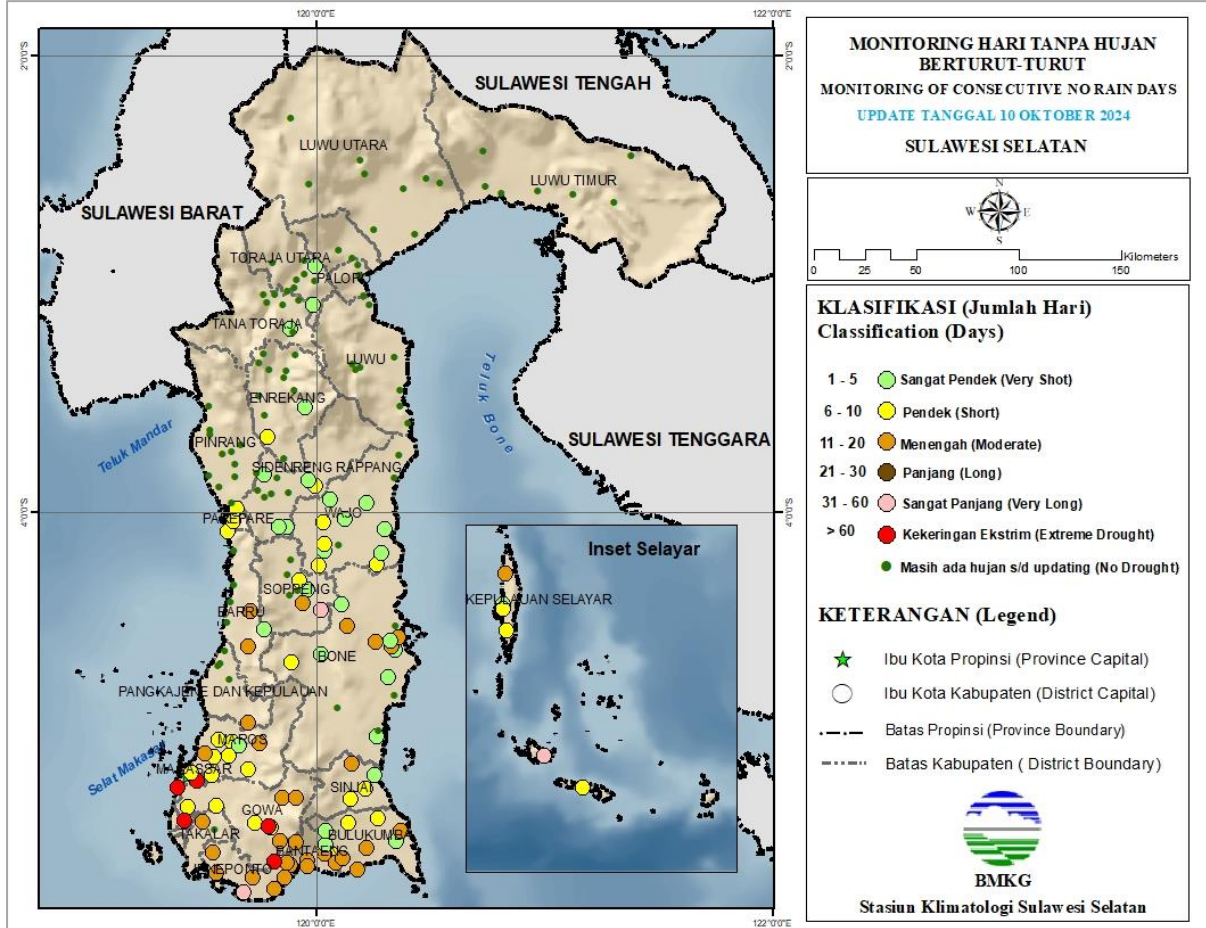 120°0'0"E
122°0'0"E
2°0'0"S
4°0'0"S
SULAWESI TENGAH
LUWU UTARA
LUWU TIMUR
SULAWESI BARAT
TORAJA UTARA
PALOPO
TANA TORAJA
LUWU
ENREKANG
Teluk Bone
Teluk Mandar
PINRANG
SULAWESI TENGGARA
SIDENRENG RAPPANG
PAREPARE
WAJO
SOPPENG
BARRU
BONE
PANGKAJENE DAN KEPULAUAN
MAROS
Selat Makasar
MAKASSAR
SINJAI
GOWA
TAKALAR
BULUKUMBA
BANTAENG
JENEPONTO
Inset Selayar
KEPULAUAN SELAYAR
120°0'0"E
122°0'0"E
MONITORING HARI TANPA HUJAN
BERTURUT-TURUT
MONITORING OF CONSECUTIVE NO RAIN DAYS
UPDATE TANGGAL 10 OKTOBER 2024
SULAWESI SELATAN
N
W E
S
0 25 50 100 150
Kilometers
KLASIFIKASI (Jumlah Hari)
Classification (Days)
1 - 5 Sangat Pendek (Very Shot)
6 - 10 Pendek (Short)
11 - 20 Menengah (Moderate)
21 - 30 Panjang (Long)
31 - 60 Sangat Panjang (Very Long)
> 60 Kekeringan Ekstrim (Extreme Drought)
Masih ada hujan s/d updating (No Drought)
KETERANGAN (Legend)
Ibu Kota Propinsi (Province Capital)
Ibu Kota Kabupaten (District Capital)
Batas Propinsi (Province Boundary)
Batas Kabupaten ( District Boundary)
BMKG
Stasiun Klimatologi Sulawesi Selatan